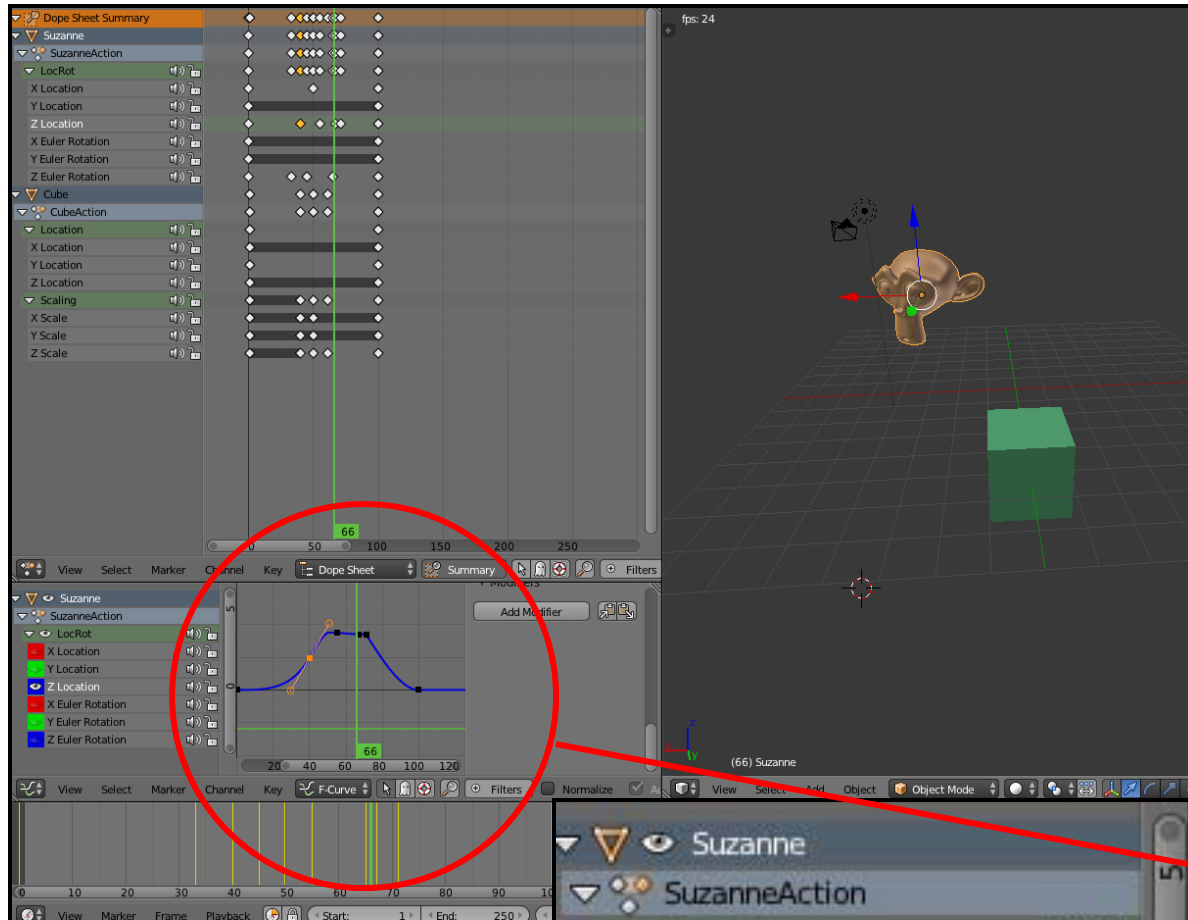 Dope Sheet Summary
Suzanne
SuzanneAction
LocRot
X Location
Y Location
Z Location
X Euler Rotation
Y Euler Rotation
Z Euler Rotation
Cube
CubeAction
Location
X Location
Y Location
Z Location
Scaling
X Scale
Y Scale
Z Scale
66
0 50 100 150 200 250
View Select Marker Channel Key Dope Sheet Summary Filters
fps: 24
z
y
(66) Suzanne
View Select Add Object Object Mode
Suzanne
SuzanneAction
LocRot
X Location
Y Location
Z Location
X Euler Rotation
Y Euler Rotation
Z Euler Rotation
5
0
66
20 40 60 80 100 120
Modifiers
Add Modifier
View Select Marker Channel Key F-Curve Filters Normalize
0 10 20 30 40 50 60 70 80 90
View Marker Frame Playback Start: 1 End: 250
Suzanne
SuzanneAction
5